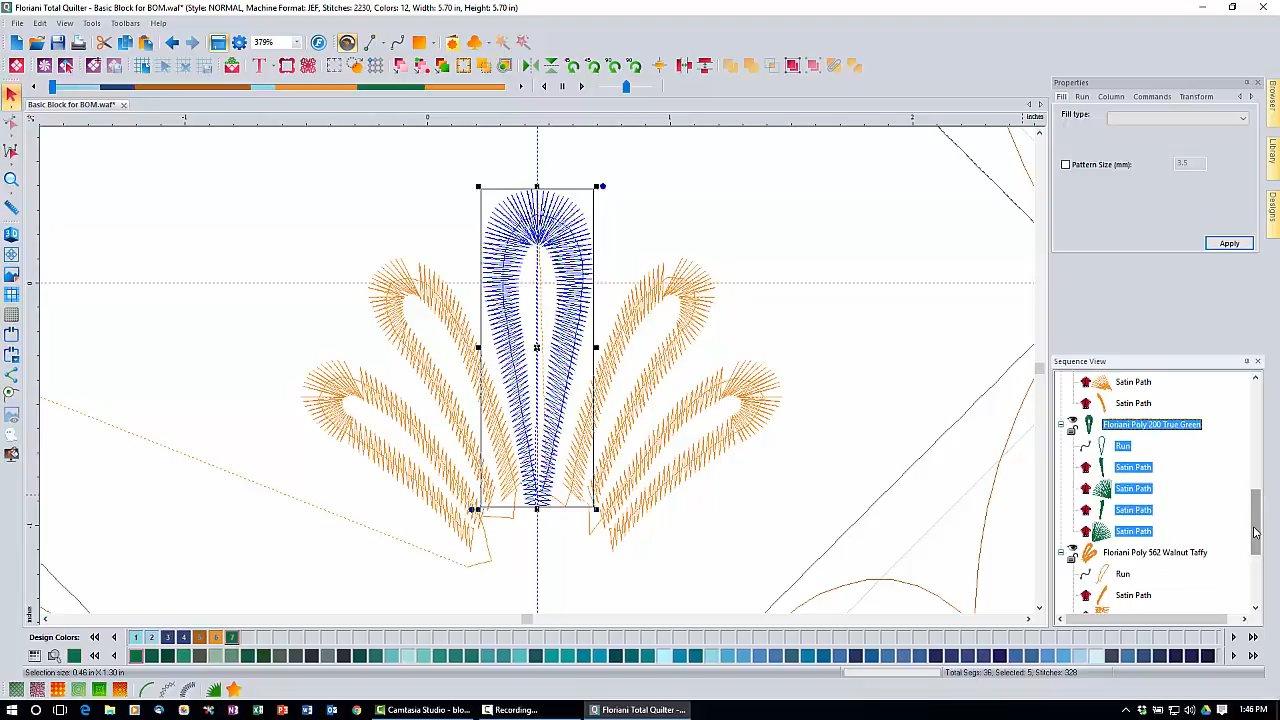 Floriani Total Quilter - Basic Block for BOM.waf* (Style: NORMAL, Machine Format: JEF, Stitches: 2230, Colors: 12, Width: 5.70 in, Height: 5.70 in)
File Edit View Tools Toolbars Help
379%
Basic Block for BOM.waf*
-1 0 1 2 inches
Properties
Fill Run Column Commands Transform
Fill type:
Pattern Size (mm): 3.5
Apply
Browser
Library
Designs
Sequence View
Satin Path
Satin Path
Floriani Poly 200 True Green
Run
Satin Path
Satin Path
Satin Path
Satin Path
Floriani Poly 562 Walnut Taffy
Run
Satin Path
Design Colors: 1 2 3 4 5 6 7
Selection size: 0.46 in X 1.30 in
Total Segs: 36, Selected: 5, Stitches: 328
Camtasia Studio - blo...
Recording...
Floriani Total Quilter -...
1:46 PM